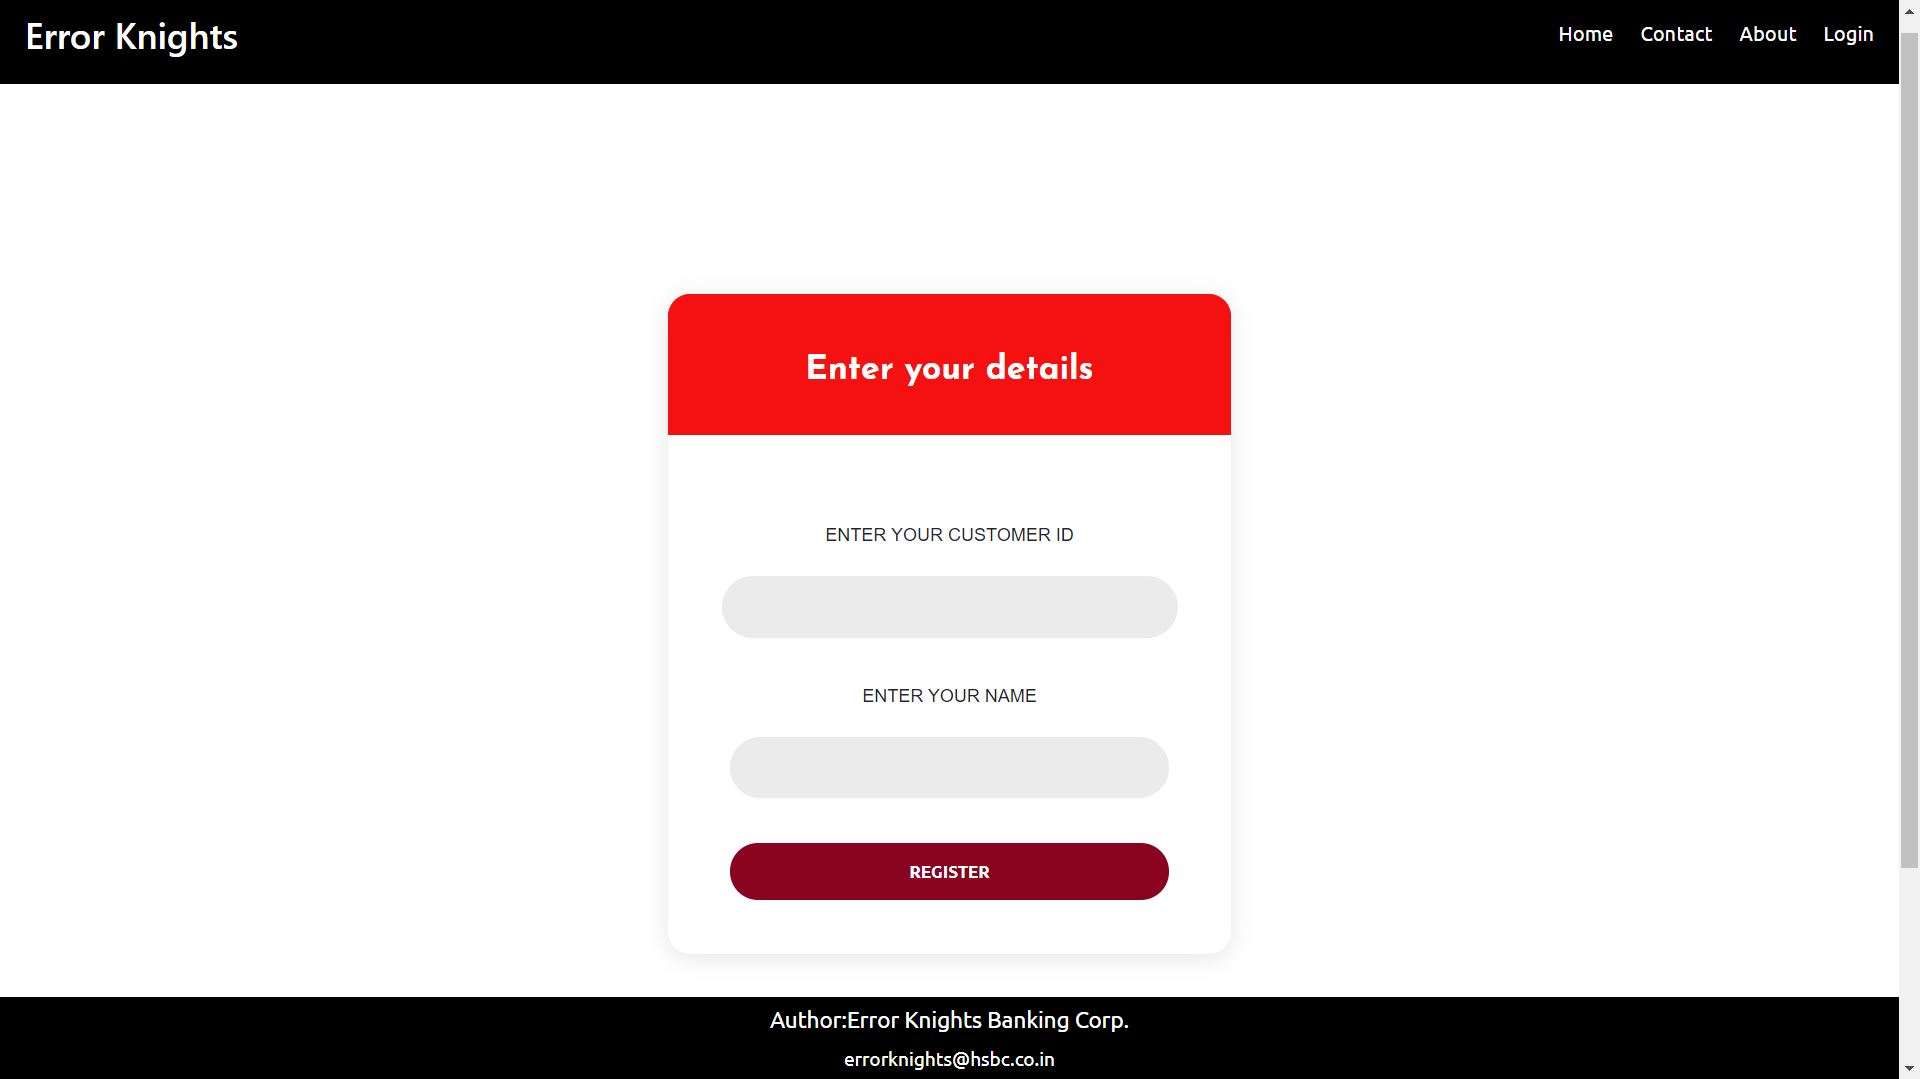 Error Knights
Home Contact About Login
Enter your details
ENTER YOUR CUSTOMER ID
ENTER YOUR NAME
REGISTER
Author:Error Knights Banking Corp.
errorknights@hsbc.co.in